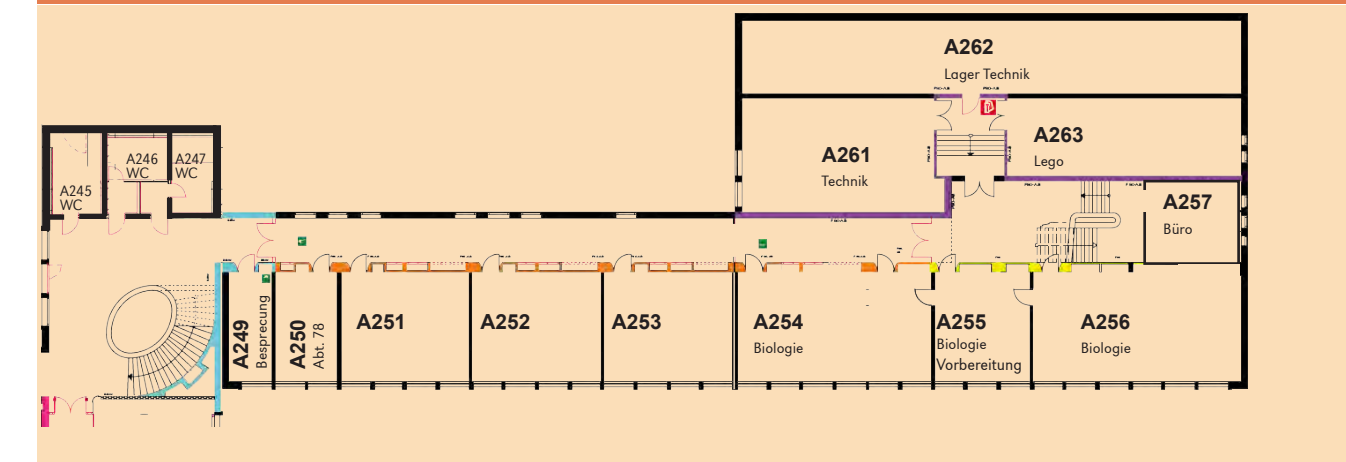 A262
Lager Technik
A263
Lego
A261
Technik
A246
WC
A247
WC
A245
WC
A257
Büro
A249
Besprecung
A250
Abt. 78
A251
A252
A253
A254
Biologie
A255
Biologie
Vorbereitung
A256
Biologie